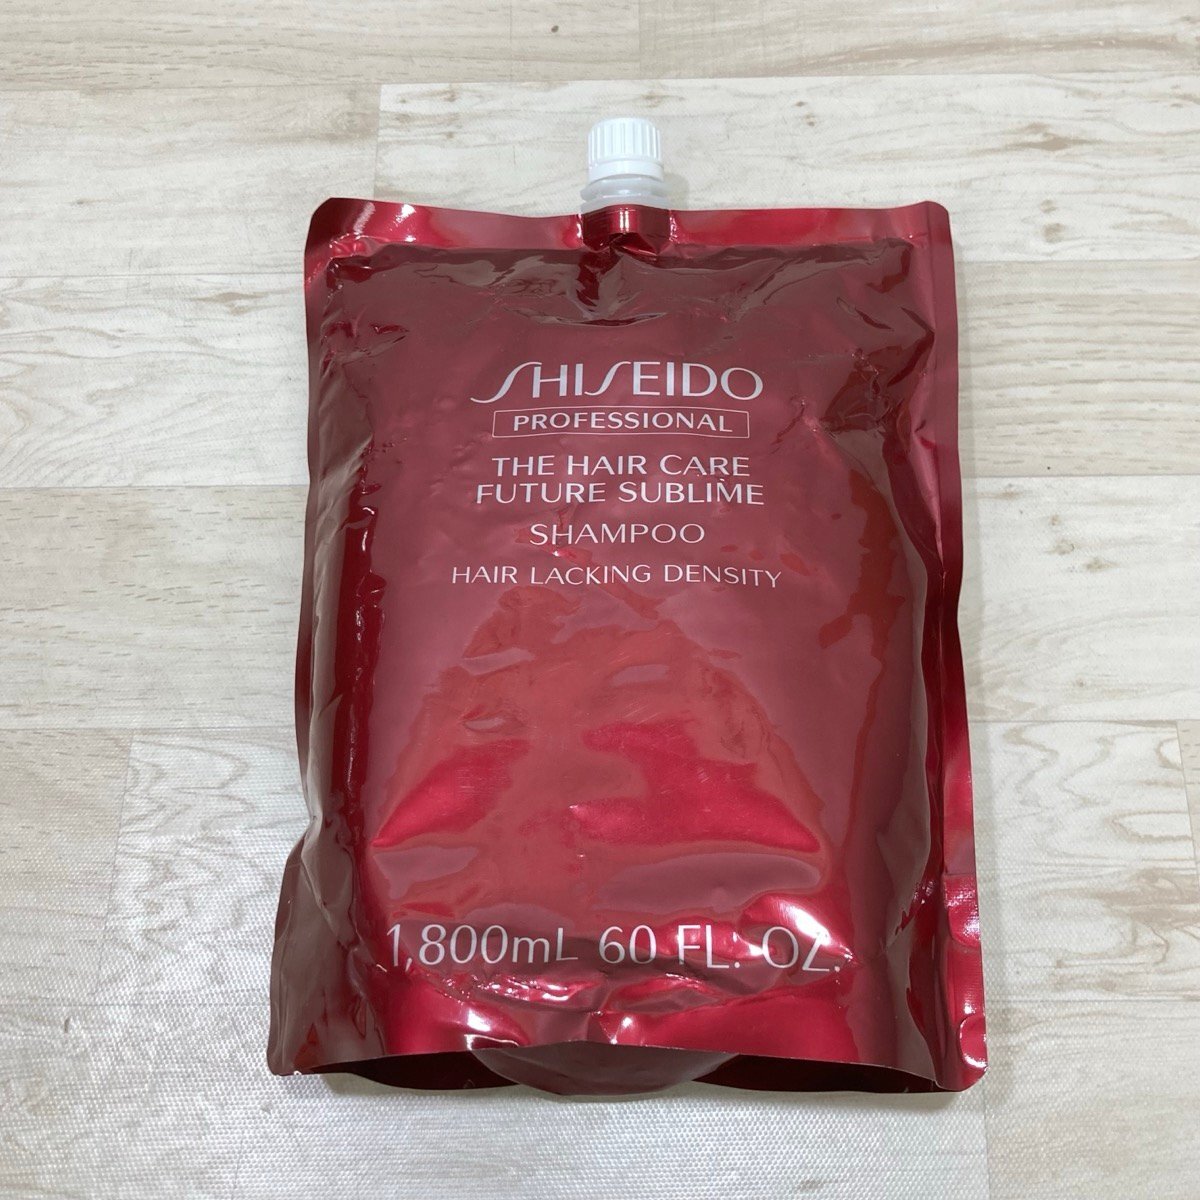 SHISEIDO
PROFESSIONAL
THE HAIR CARE
FUTURE SUBLIME
SHAMPOO
HAIR LACKING DENSITY
1,800mL 60 FL. OZ.